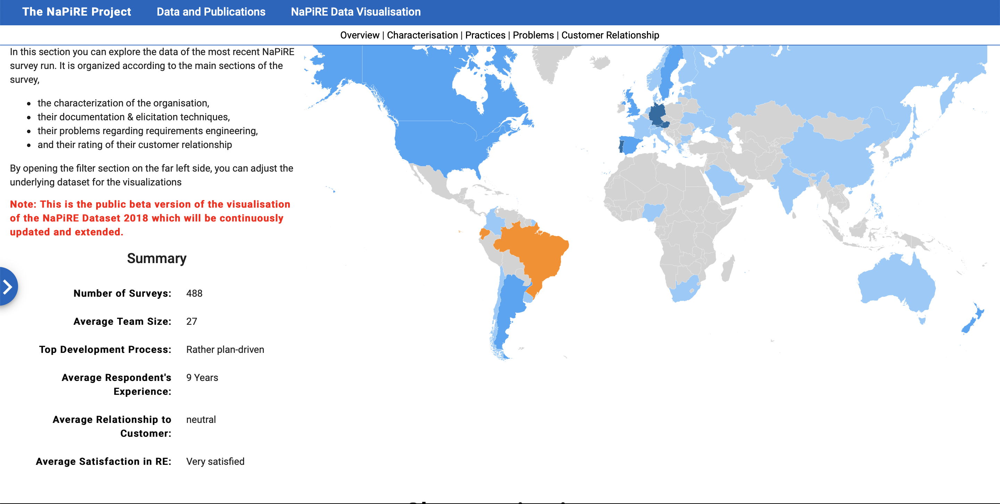 The NaPiRE Project Data and Publications NaPiRE Data Visualisation
Overview | Characterisation | Practices | Problems | Customer Relationship
In this section you can explore the data of the most recent NaPiRE
survey run. It is organized according to the main sections of the
survey,
• the characterization of the organisation,
• their documentation & elicitation techniques,
• their problems regarding requirements engineering,
• and their rating of their customer relationship
By opening the filter section on the far left side, you can adjust the
underlying dataset for the visualizations
Note: This is the public beta version of the visualisation
of the NaPiRE Dataset 2018 which will be continuously
updated and extended.
Summary
Number of Surveys: 488
Average Team Size: 27
Top Development Process: Rather plan-driven
Average Respondent's 9 Years
Experience:
Average Relationship to neutral
Customer:
Average Satisfaction in RE: Very satisfied